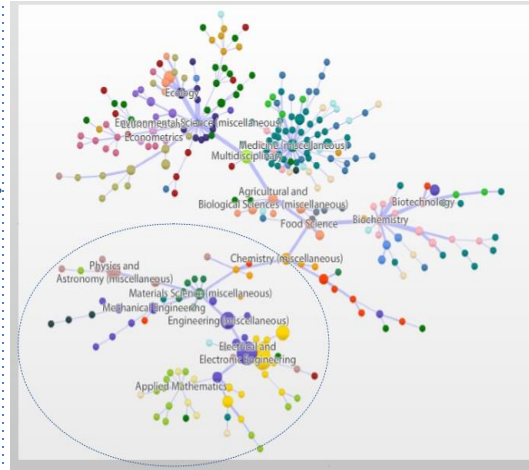 Ecology
Environmental Science (miscellaneous)
Econometrics
Medicine (miscellaneous)
Multidisciplinary
Agricultural and
Biological Sciences (miscellaneous)
Biotechnology
Biochemistry
Food Science
Chemistry (miscellaneous)
Physics and
Astronomy (miscellaneous)
Materials Science (miscellaneous)
Mechanical Engineering
Engineering (miscellaneous)
Electrical and
Electronic Engineering
Applied Mathematics